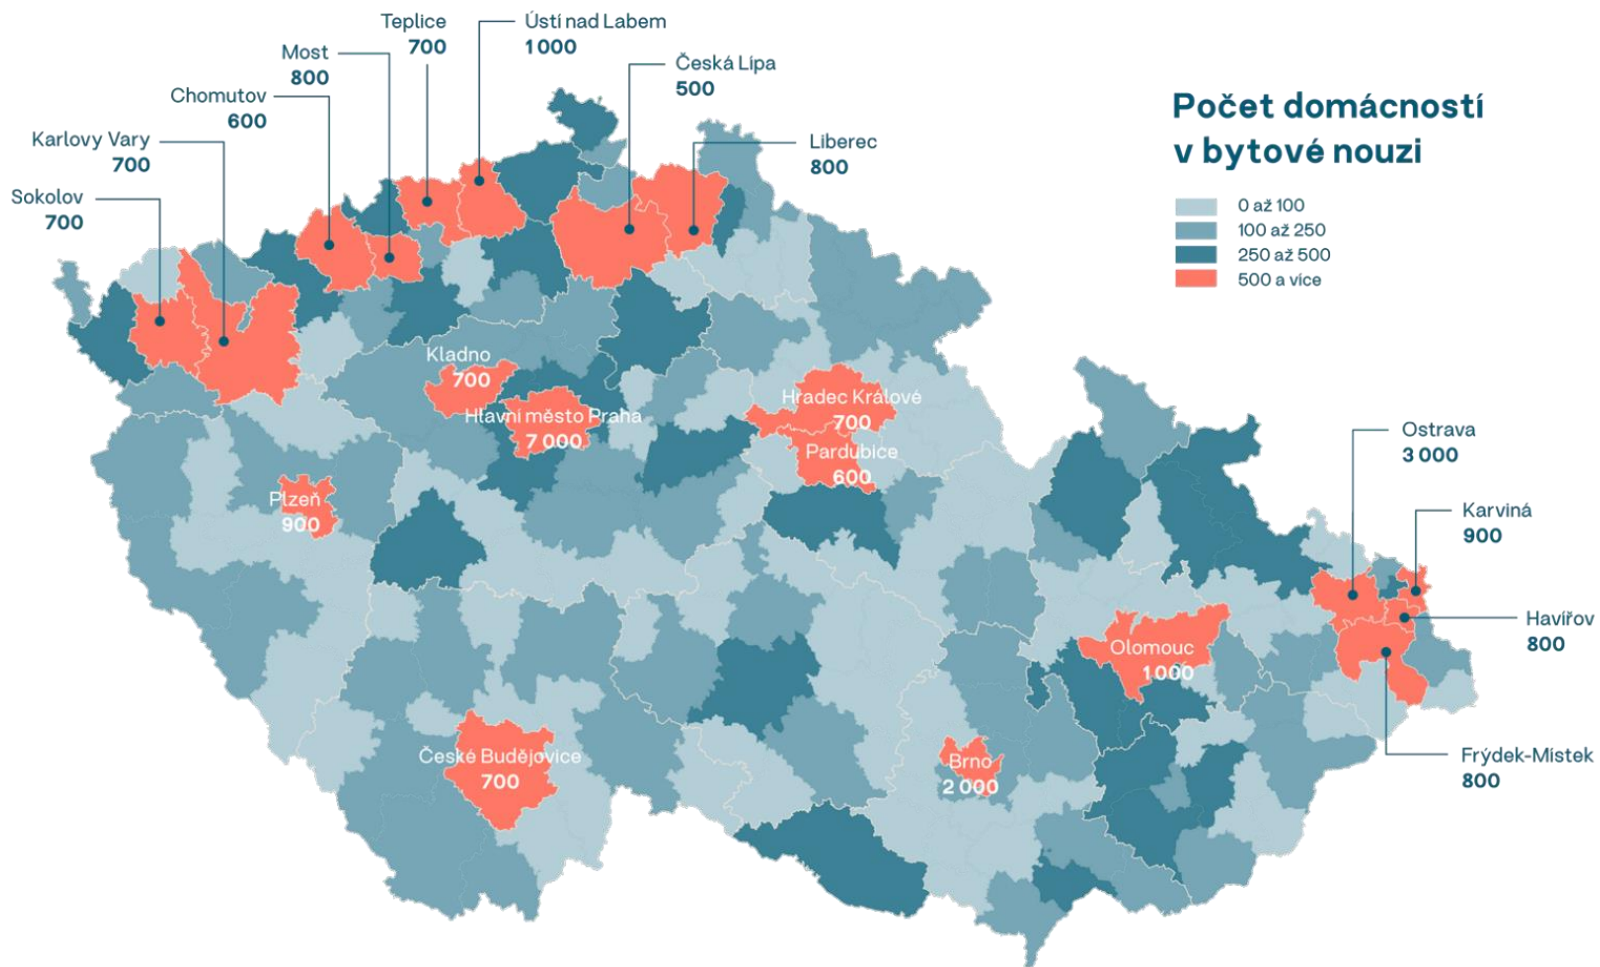 Teplice
700
Ústí nad Labem
1 000
Most
800
Česká Lípa
500
Chomutov
600
Karlovy Vary
700
Liberec
800
Sokolov
700
Počet domácností
v bytové nouzi
0 až 100
100 až 250
250 až 500
500 a více
Kladno
700
Hlavní město Praha
7 000
Hradec Králové
700
Pardubice
600
Plzeň
900
Ostrava
3 000
Karviná
900
Havířov
800
Olomouc
1 000
Frýdek-Místek
800
České Budějovice
700
Brno
2 000